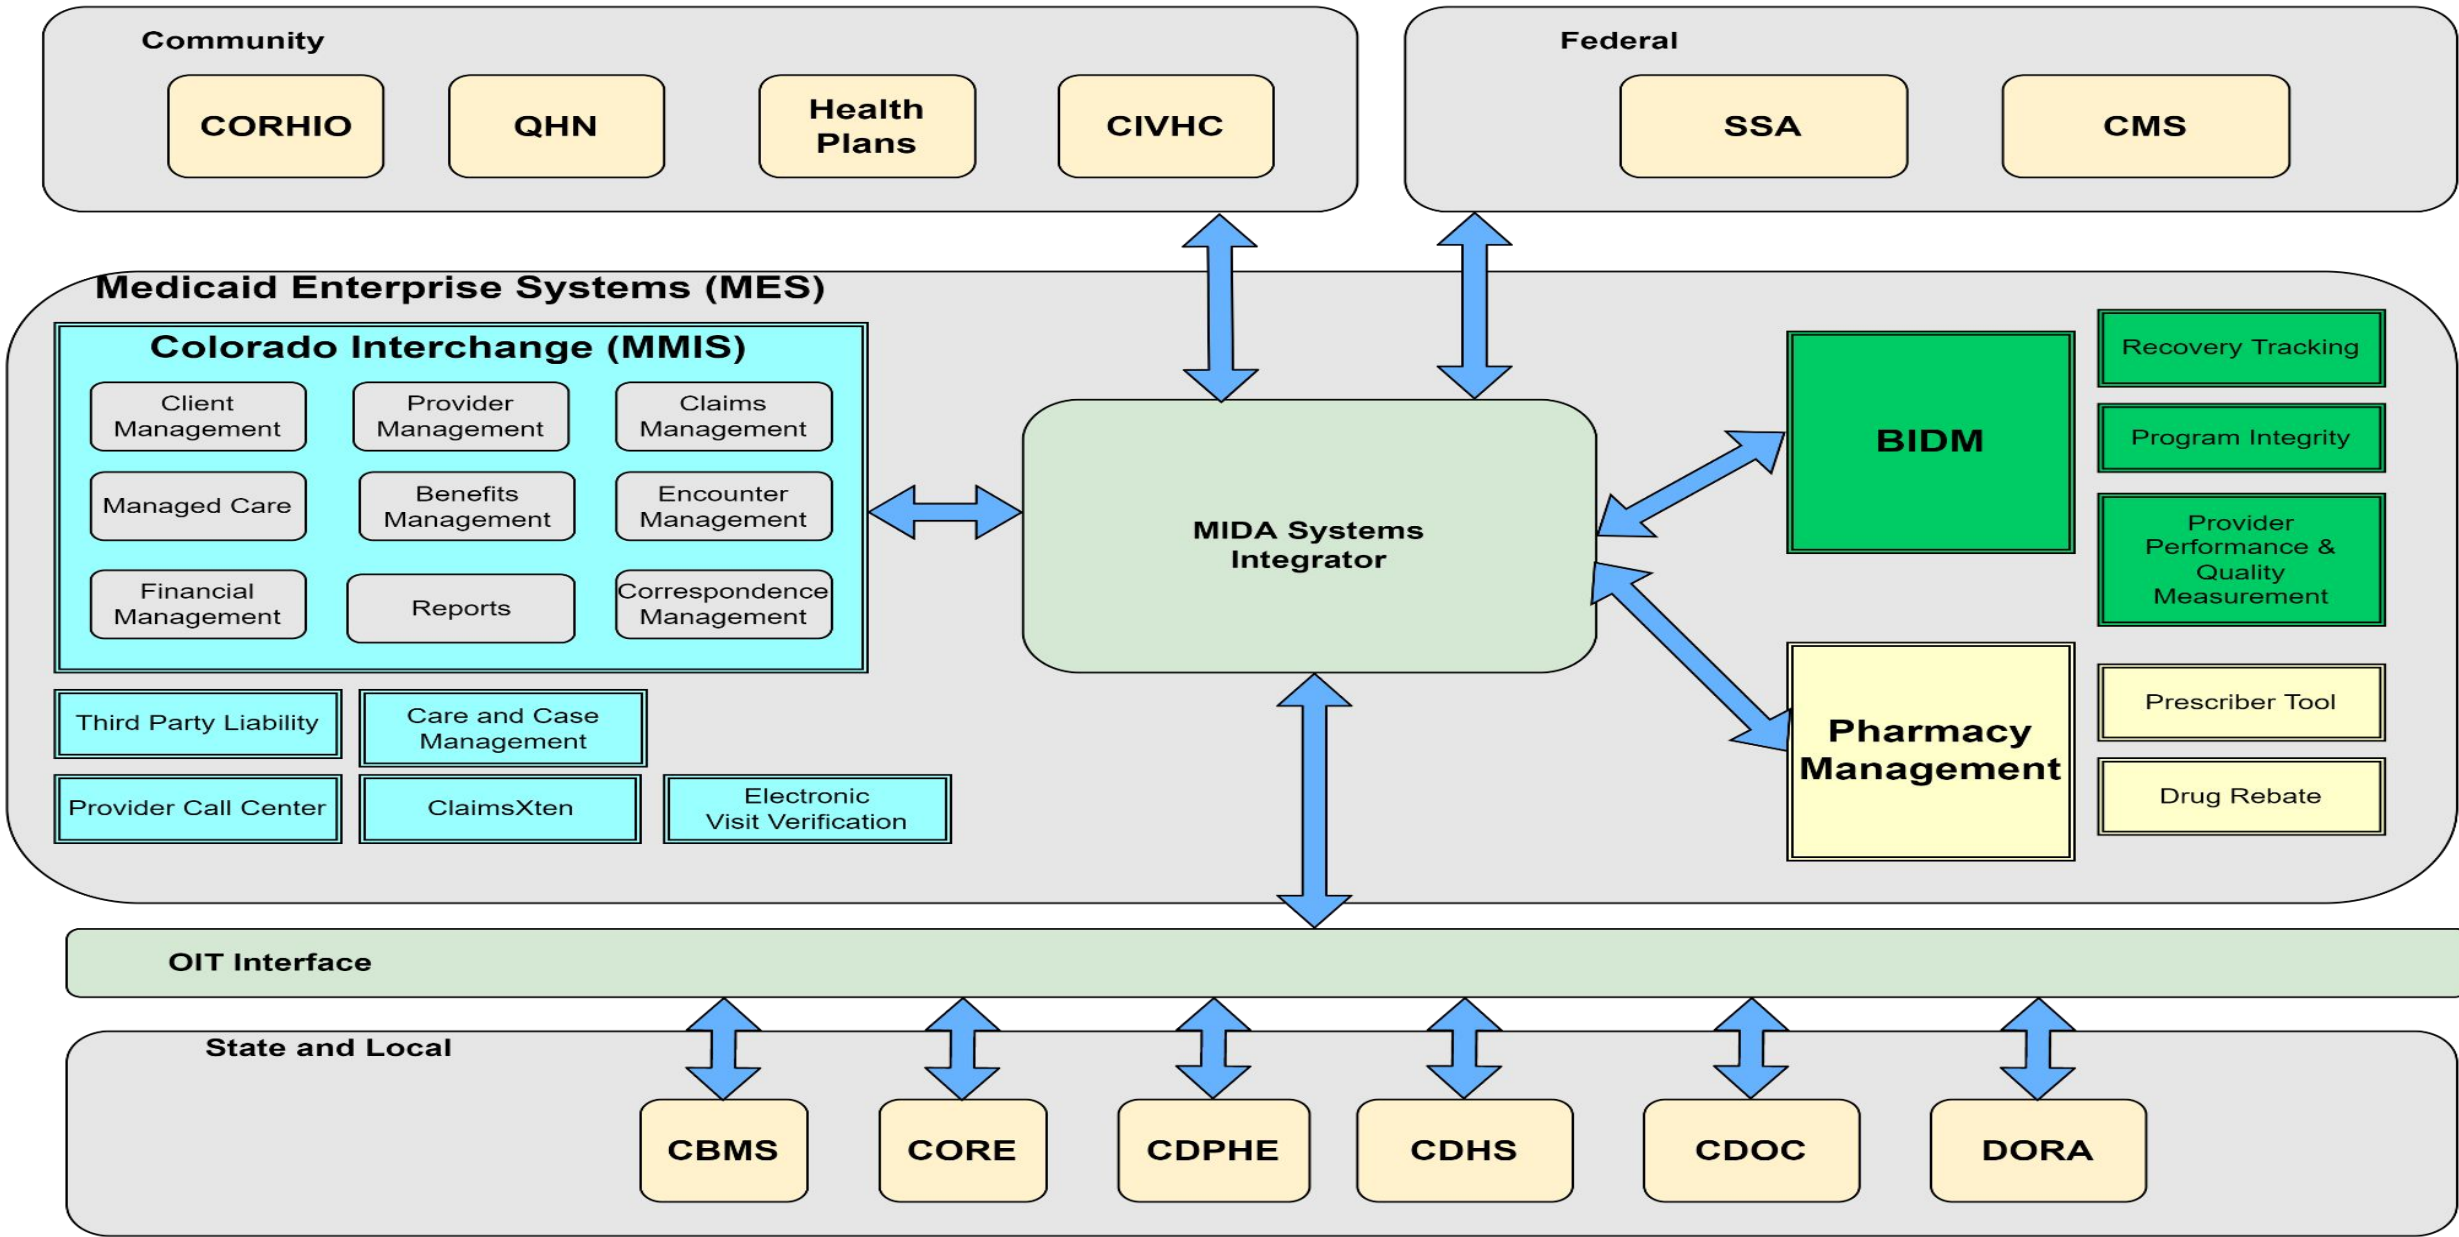 Community
CORHIO
QHN
Health
Plans
CIVHC
Federal
SSA
CMS
Medicaid Enterprise Systems (MES)
Colorado Interchange (MMIS)
Client
Management
Provider
Management
Claims
Management
Managed Care
Benefits
Management
Encounter
Management
Financial
Management
Reports
Correspondence
Management
Third Party Liability
Care and Case
Management
Provider Call Center
ClaimsXten
Electronic
Visit Verification
MIDA Systems
Integrator
BIDM
Recovery Tracking
Program Integrity
Provider
Performance &
Quality
Measurement
Pharmacy
Management
Prescriber Tool
Drug Rebate
OIT Interface
State and Local
CBMS
CORE
CDPHE
CDHS
CDOC
DORA